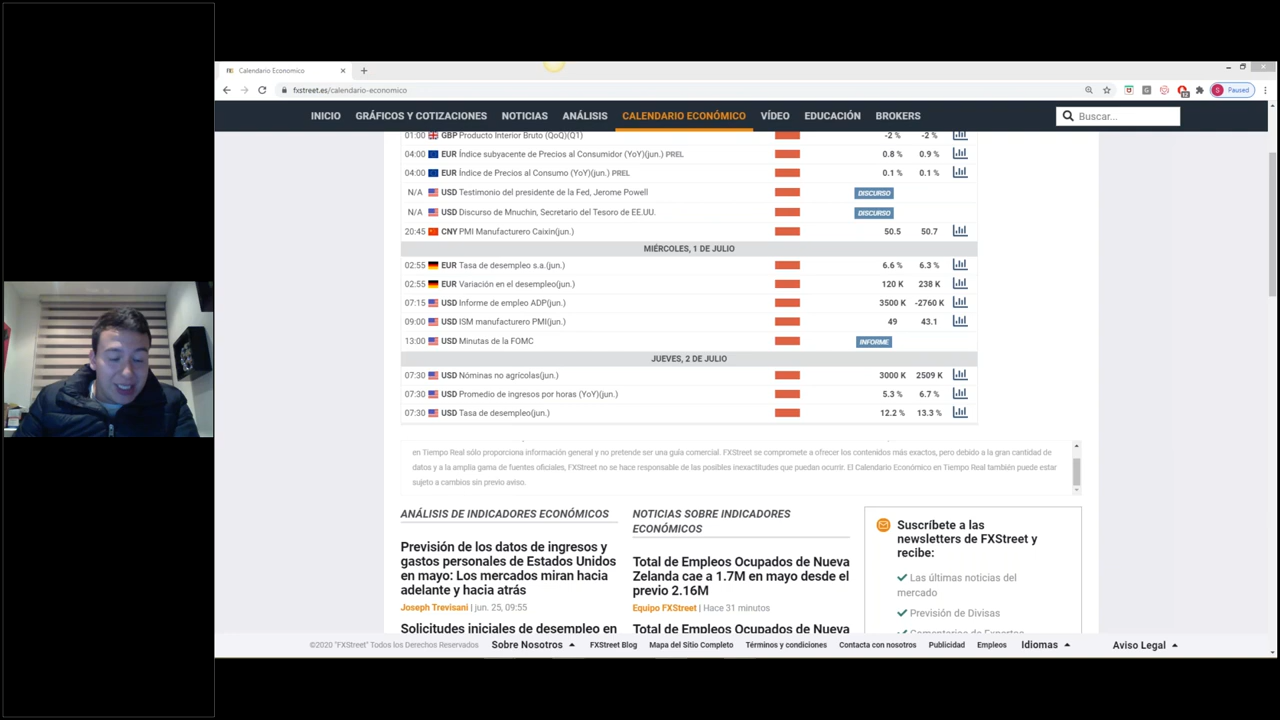 Calendario Economico
fxstreet.es/calendario-economico
Paused
INICIO GRÁFICOS Y COTIZACIONES NOTICIAS ANÁLISIS CALENDARIO ECONÓMICO VÍDEO EDUCACIÓN BROKERS Buscar...
01:00 GBP Producto Interior Bruto (QoQ)(Q1) -2 % -2 %
04:00 EUR Índice subyacente de Precios al Consumidor (YoY)(jun.) PREL 0.8 % 0.9 %
04:00 EUR Índice de Precios al Consumo (YoY)(jun.) PREL 0.1 % 0.1 %
N/A USD Testimonio del presidente de la Fed, Jerome Powell DISCURSO
N/A USD Discurso de Mnuchin, Secretario del Tesoro de EE.UU. DISCURSO
20:45 CNY PMI Manufacturero Caixin(jun.) 50.5 50.7
MIÉRCOLES, 1 DE JULIO
02:55 EUR Tasa de desempleo s.a.(jun.) 6.6 % 6.3 %
02:55 EUR Variación en el desempleo(jun.) 120 K 238 K
07:15 USD Informe de empleo ADP(jun.) 3500 K -2760 K
09:00 USD ISM manufacturero PMI(jun.) 49 43.1
13:00 USD Minutas de la FOMC INFORME
JUEVES, 2 DE JULIO
07:30 USD Nóminas no agrícolas(jun.) 3000 K 2509 K
07:30 USD Promedio de ingresos por horas (YoY)(jun.) 5.3 % 6.7 %
07:30 USD Tasa de desempleo(jun.) 12.2 % 13.3 %
en Tiempo Real sólo proporciona información general y no pretende ser una guía comercial. FXStreet se compromete a ofrecer los contenidos más exactos, pero debido a la gran cantidad de
datos y a la amplia gama de fuentes oficiales, FXStreet no se hace responsable de las posibles inexactitudes que puedan ocurrir. El Calendario Económico en Tiempo Real también puede estar
sujeto a cambios sin previo aviso.
ANÁLISIS DE INDICADORES ECONÓMICOS
Previsión de los datos de ingresos y
gastos personales de Estados Unidos
en mayo: Los mercados miran hacia
adelante y hacia atrás
Joseph Trevisani | jun. 25, 09:55
Solicitudes iniciales de desempleo en
NOTICIAS SOBRE INDICADORES
ECONÓMICOS
Total de Empleos Ocupados de Nueva
Zelanda cae a 1.7M en mayo desde el
previo 2.16M
Equipo FXStreet | Hace 31 minutos
Total de Empleos Ocupados de Nueva
Suscríbete a las
newsletters de FXStreet y
recibe:
Las últimas noticias del
mercado
Previsión de Divisas
Comentarios de Expertos
©2020 "FXStreet" Todos los Derechos Reservados Sobre Nosotros FXStreet Blog Mapa del Sitio Completo Términos y condiciones Contacta con nosotros Publicidad Empleos Idiomas Aviso Legal